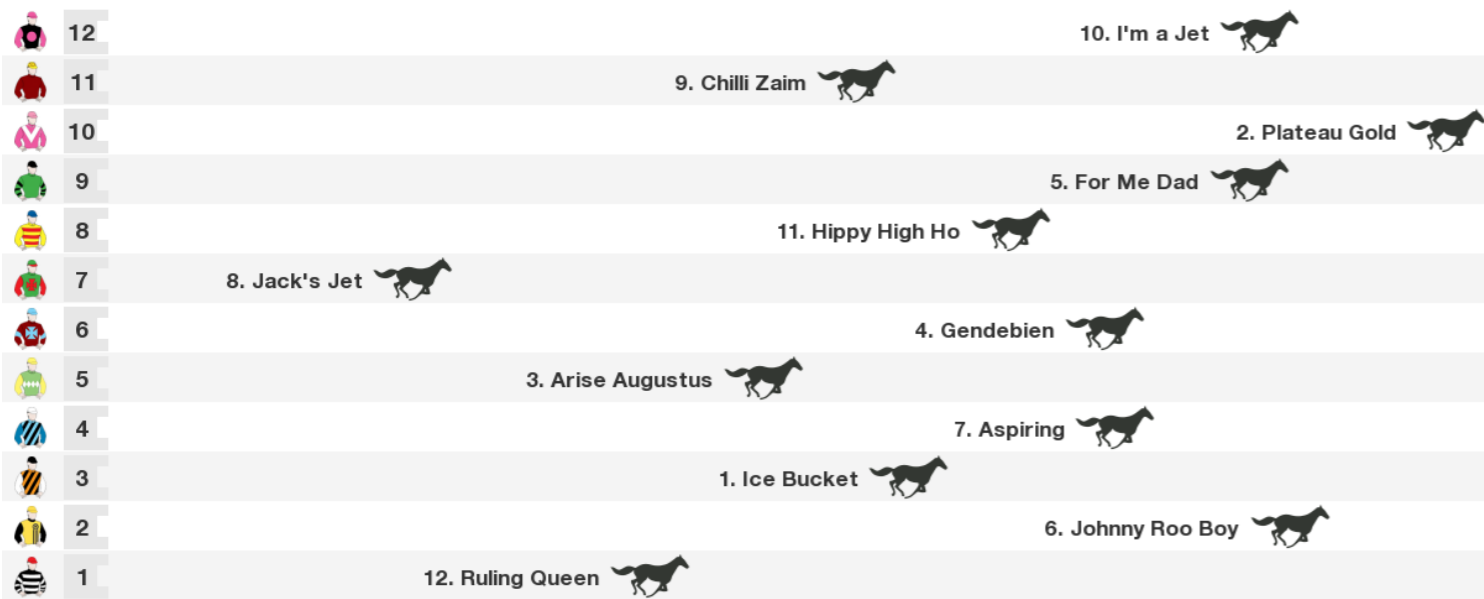 12 10. I'm a Jet
11 9. Chilli Zaim
10 2. Plateau Gold
9 5. For Me Dad
8 11. Hippy High Ho
7 8. Jack's Jet
6 4. Gendebien
5 3. Arise Augustus
4 7. Aspiring
3 1. Ice Bucket
2 6. Johnny Roo Boy
1 12. Ruling Queen